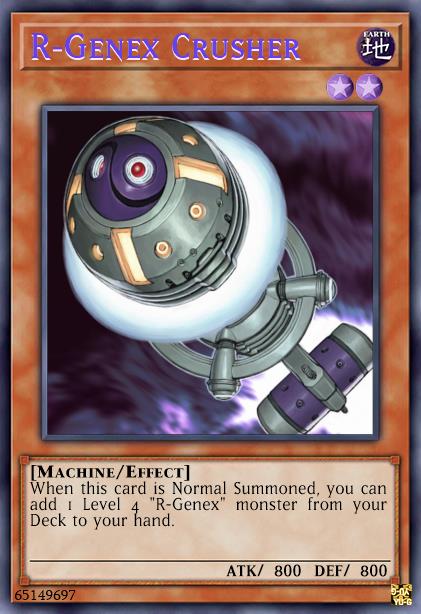 R-Genex Crusher
EARTH
地
[Machine/Effect]
When this card is Normal Summoned, you can
add 1 Level 4 "R-Genex" monster from your
Deck to your hand.
ATK/ 800 DEF/ 800
65149697